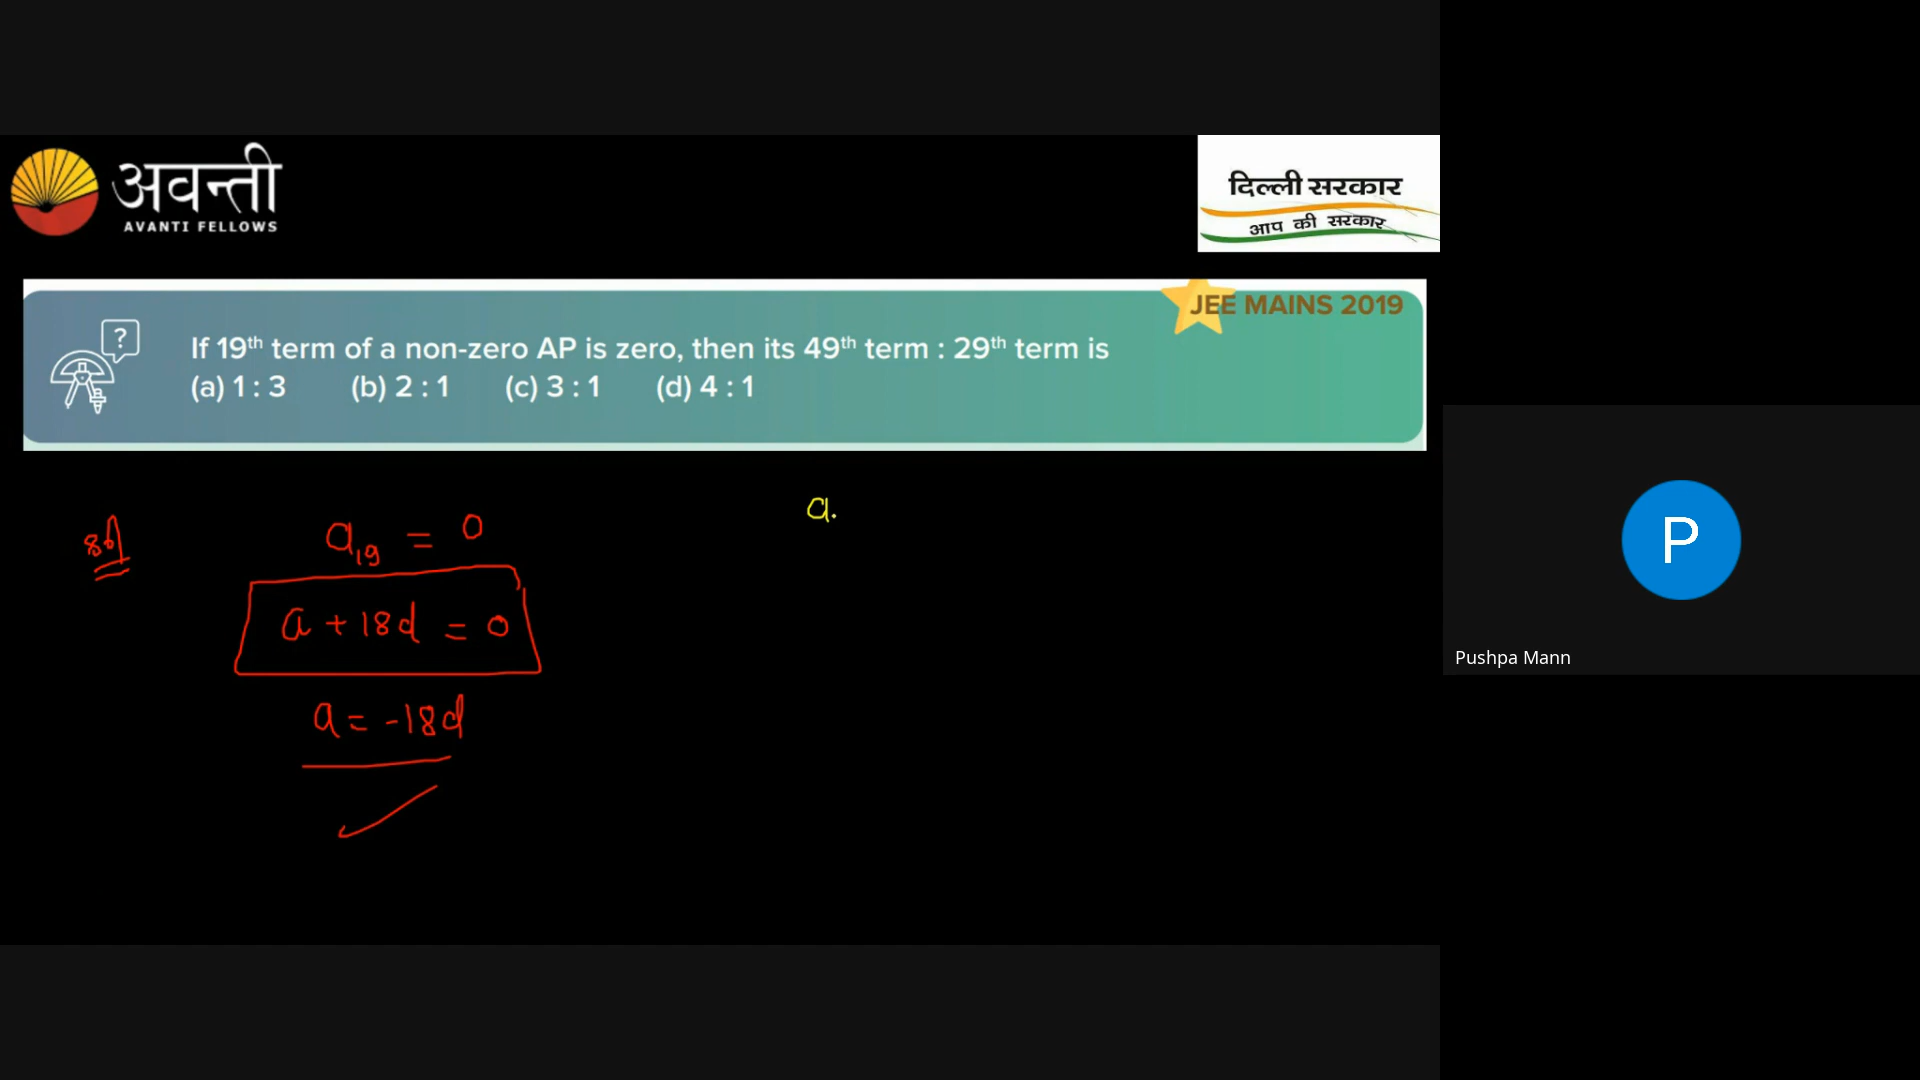 अवन्ती
AVANTI FELLOWS
दिल्ली सरकार
आप की सरकार
JEE MAINS 2019
?
If 19th term of a non-zero AP is zero, then its 49th term : 29th term is
(a) 1 : 3 (b) 2 : 1 (c) 3 : 1 (d) 4 : 1
a.
a19 = 0
a + 18d = 0
a = -18d
P
Pushpa Mann